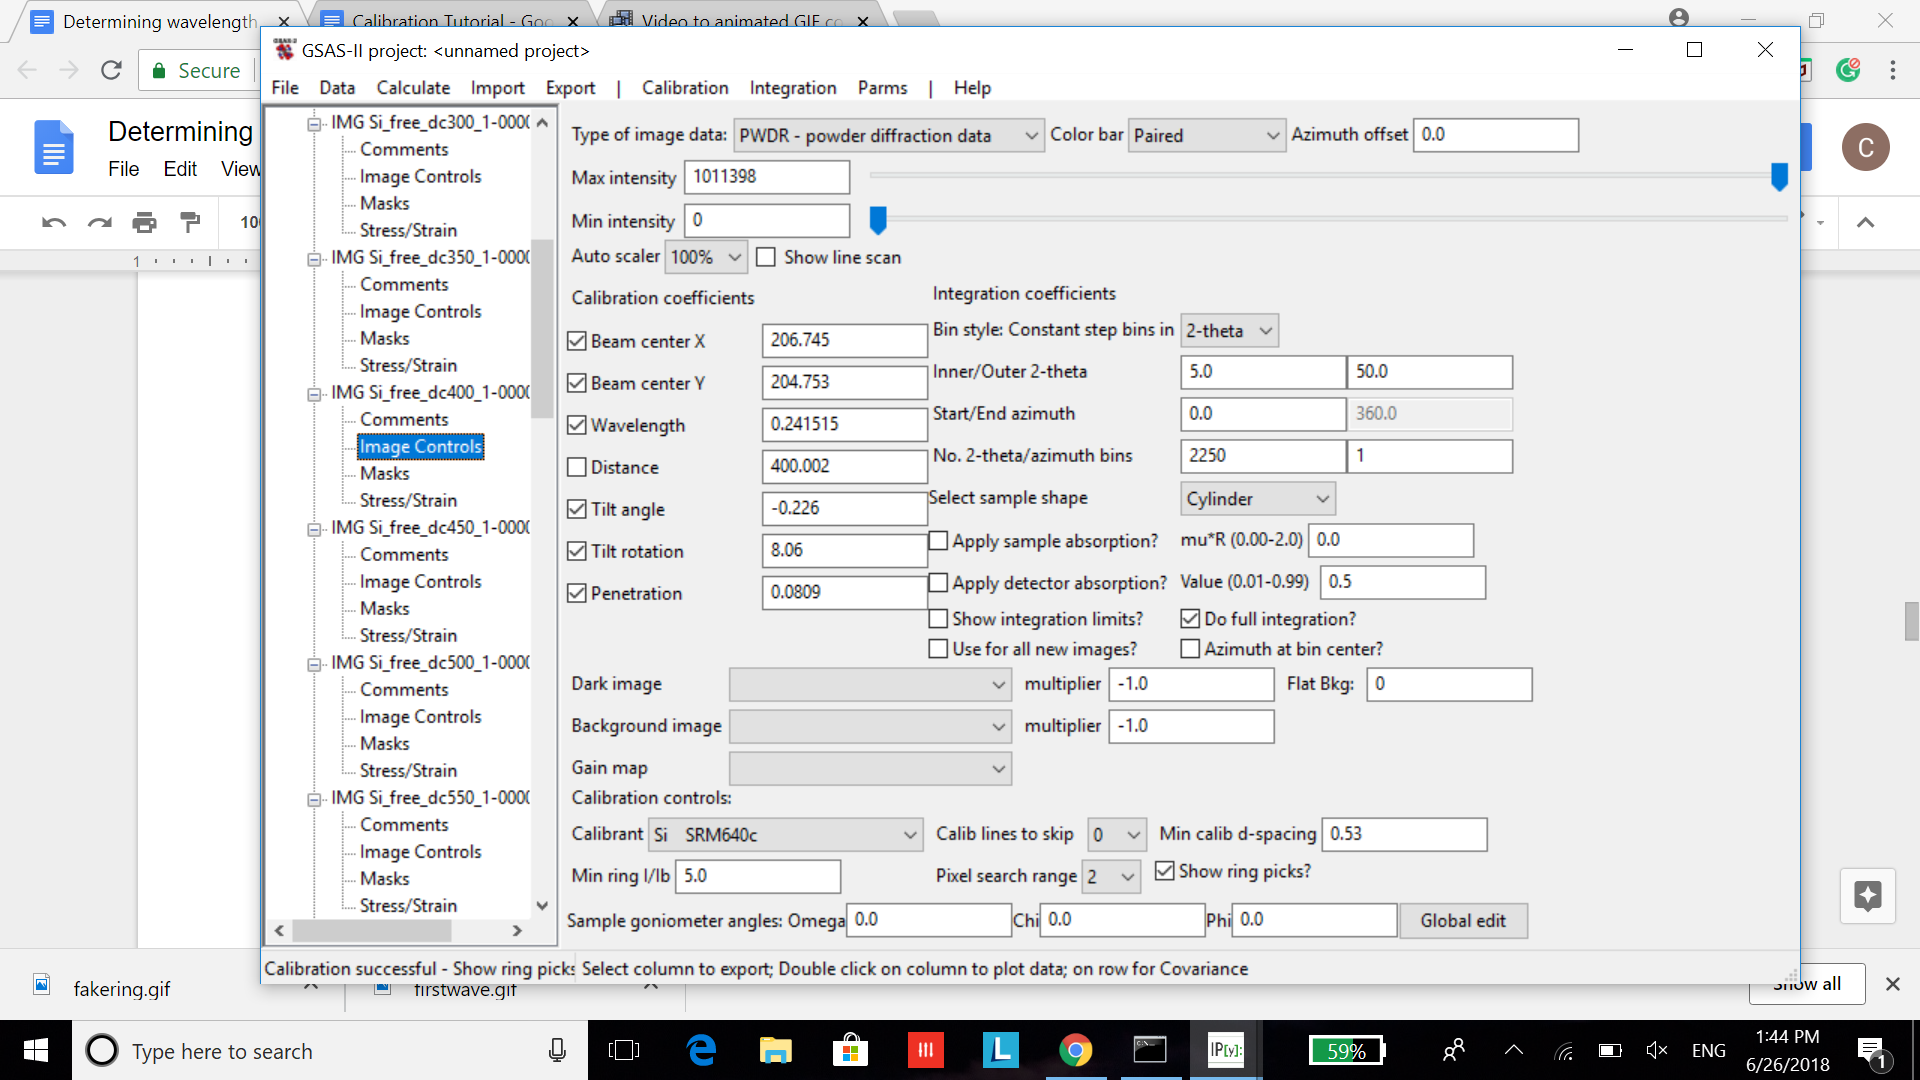 Determining wavelength
Calibration Tutorial - Goo
Video to animated GIF co
GSAS-II project: <unnamed project>
Secure
File Data Calculate Import Export | Calibration Integration Parms | Help
Determining
File Edit View
C
10
1
IMG Si_free_dc300_1-0000
Comments
Image Controls
Masks
Stress/Strain
IMG Si_free_dc350_1-0000
Comments
Image Controls
Masks
Stress/Strain
IMG Si_free_dc400_1-0000
Comments
Image Controls
Masks
Stress/Strain
IMG Si_free_dc450_1-0000
Comments
Image Controls
Masks
Stress/Strain
IMG Si_free_dc500_1-0000
Comments
Image Controls
Masks
Stress/Strain
IMG Si_free_dc550_1-0000
Comments
Image Controls
Masks
Stress/Strain
Type of image data: PWDR - powder diffraction data Color bar Paired Azimuth offset 0.0
Max intensity 1011398
Min intensity 0
Auto scaler 100% Show line scan
Calibration coefficients
Beam center X 206.745
Beam center Y 204.753
Wavelength 0.241515
Distance 400.002
Tilt angle -0.226
Tilt rotation 8.06
Penetration 0.0809
Integration coefficients
Bin style: Constant step bins in 2-theta
Inner/Outer 2-theta 5.0 50.0
Start/End azimuth 0.0 360.0
No. 2-theta/azimuth bins 2250 1
Select sample shape Cylinder
Apply sample absorption? mu*R (0.00-2.0) 0.0
Apply detector absorption? Value (0.01-0.99) 0.5
Show integration limits? Do full integration?
Use for all new images? Azimuth at bin center?
Dark image multiplier -1.0 Flat Bkg: 0
Background image multiplier -1.0
Gain map
Calibration controls:
Calibrant Si SRM640c Calib lines to skip 0 Min calib d-spacing 0.53
Min ring I/Ib 5.0 Pixel search range 2 Show ring picks?
Sample goniometer angles: Omega 0.0 Chi 0.0 Phi 0.0 Global edit
Calibration successful - Show ring picks Select column to export; Double click on column to plot data; on row for Covariance
fakering.gif
firstwave.gif
Show all
Type here to search
L
IP[y]:
59%
ENG
1:44 PM
6/26/2018
1